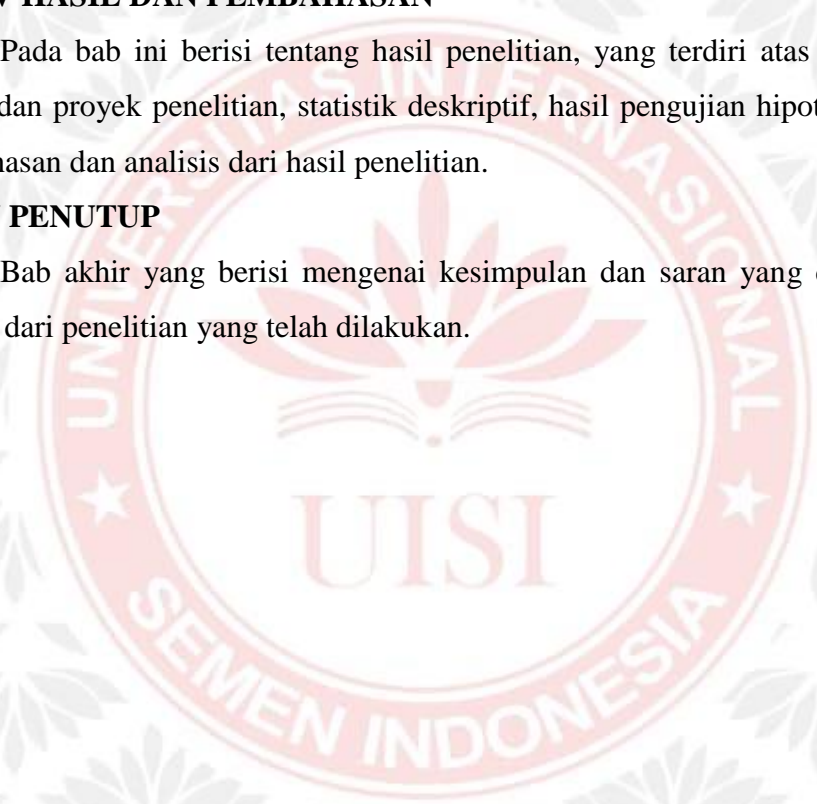 HASIL DAN PEMBAHASAN
Pada bab ini berisi tentang hasil penelitian, yang terdiri atas
dan proyek penelitian, statistik deskriptif, hasil pengujian hipot
hasan dan analisis dari hasil penelitian.
PENUTUP
Bab akhir yang berisi mengenai kesimpulan dan saran yang
dari penelitian yang telah dilakukan.
UNIVERSITAS INTERNASIONAL
UISI
SEMEN INDONESIA